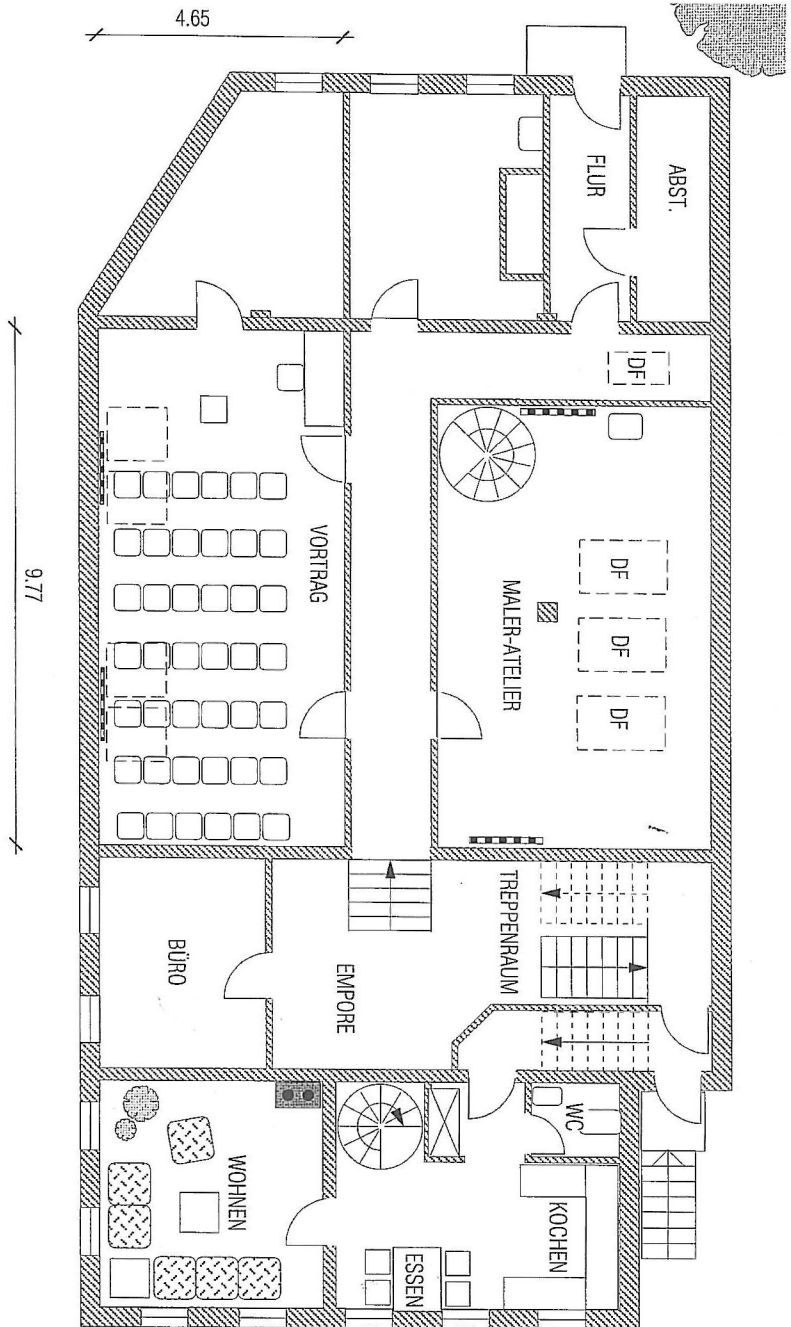 4.65
ABST.
FLUR
DF
VORTRAG
MALER-ATELIER
DF
DF
DF
9.77
TREPPENRAUM
BÜRO
EMPORE
WC
WOHNEN
KOCHEN
ESSEN